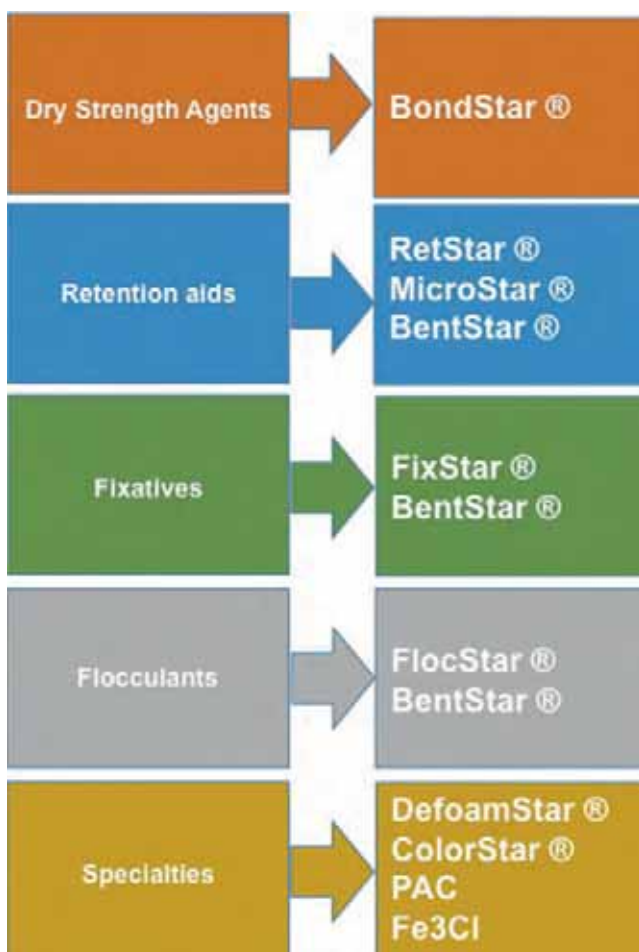 Dry Strength Agents
BondStar ®
Retention aids
RetStar ®
MicroStar ®
BentStar ®
Fixatives
FixStar ®
BentStar ®
Flocculants
FlocStar ®
BentStar ®
Specialties
DefoamStar ®
ColorStar ®
PAC
Fe3Cl